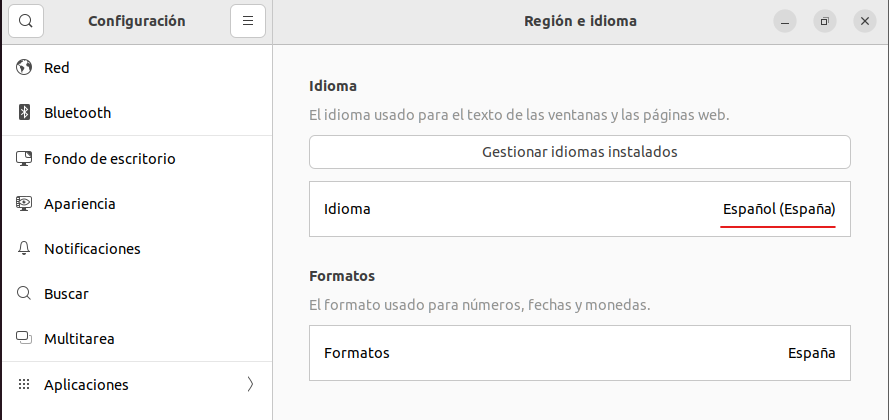 Configuración
Región e idioma
Red
Bluetooth
Fondo de escritorio
Apariencia
Notificaciones
Buscar
Multitarea
Aplicaciones
Idioma
El idioma usado para el texto de las ventanas y las páginas web.
Gestionar idiomas instalados
Idioma Español (España)
Formatos
El formato usado para números, fechas y monedas.
Formatos España